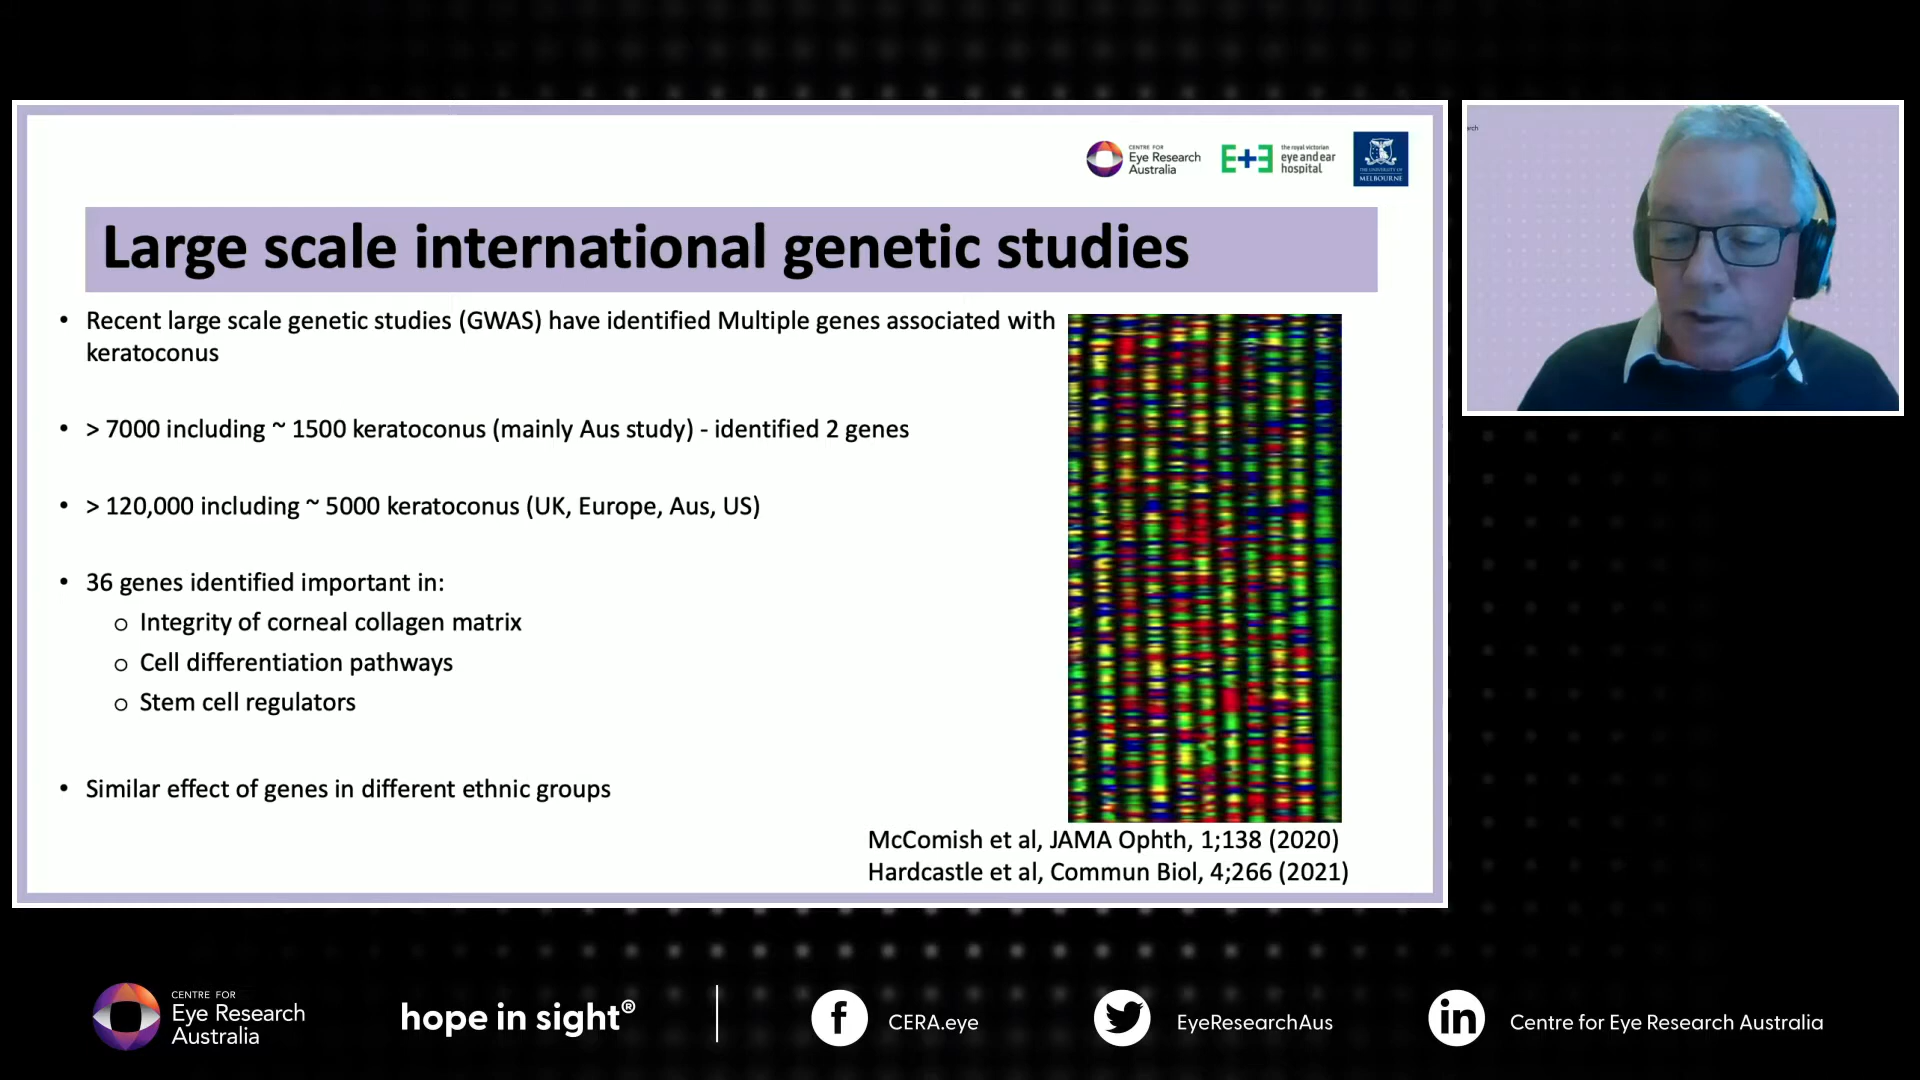 CENTRE FOR
Eye Research
Australia
E+E
the royal victorian
eye and ear
hospital
THE UNIVERSITY OF
MELBOURNE
Large scale international genetic studies
• Recent large scale genetic studies (GWAS) have identified Multiple genes associated with
keratoconus
• > 7000 including ~ 1500 keratoconus (mainly Aus study) - identified 2 genes
• > 120,000 including ~ 5000 keratoconus (UK, Europe, Aus, US)
• 36 genes identified important in:
o Integrity of corneal collagen matrix
o Cell differentiation pathways
o Stem cell regulators
• Similar effect of genes in different ethnic groups
McComish et al, JAMA Ophth, 1;138 (2020)
Hardcastle et al, Commun Biol, 4;266 (2021)
CENTRE FOR
Eye Research
Australia
hope in sight®
CERA.eye
EyeResearchAus
Centre for Eye Research Australia